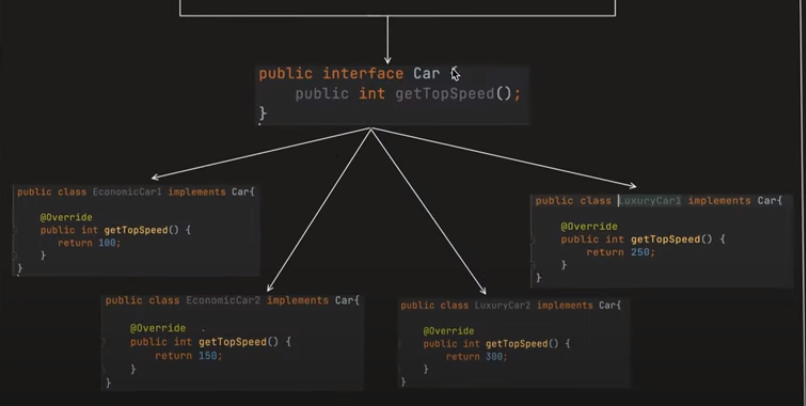 public interface Car {
public int getTopSpeed();
}
public class EconomicCar1 implements Car{
@Override
public int getTopSpeed() {
return 100;
}
}
public class LuxuryCar1 implements Car{
@Override
public int getTopSpeed() {
return 250;
}
}
public class EconomicCar2 implements Car{
@Override
public int getTopSpeed() {
return 150;
}
}
public class LuxuryCar2 implements Car{
@Override
public int getTopSpeed() {
return 300;
}
}